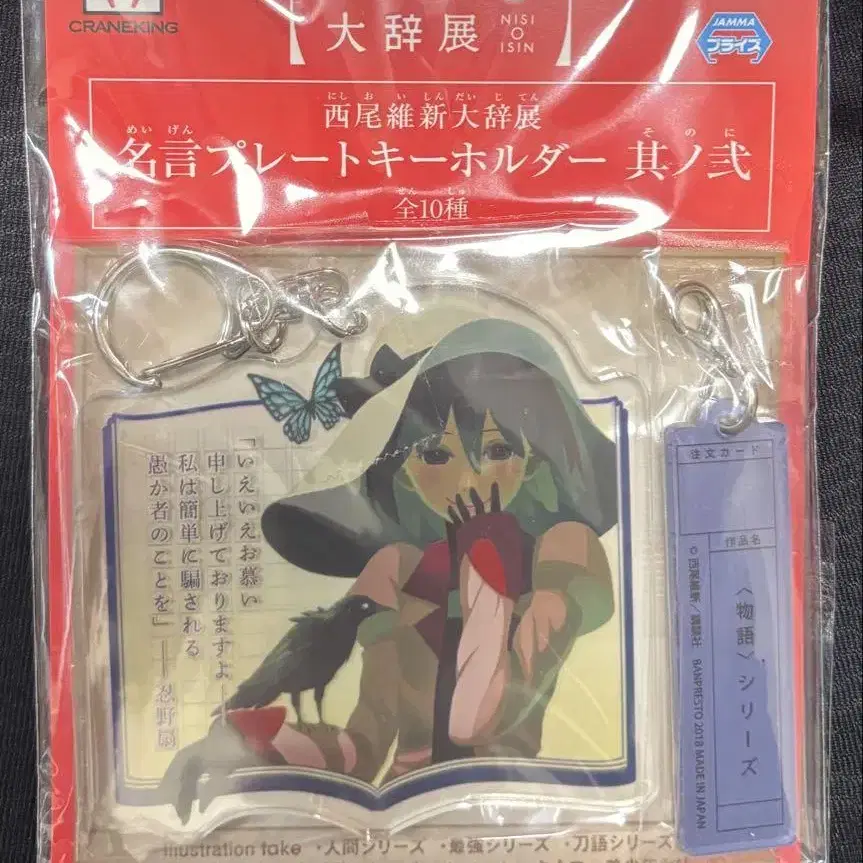 CRANEKING
【大辞展 NISI
O
ISIN】
JAMMA
プライズ
にしおいしんだいじてん
西尾維新大辞展
めいげん そのに
名言プレートキーホルダー 其ノ弐
ぜんしゅ
全10種
「いえいえお慕い
申し上げておりますよ
私は簡単に騙される
愚か者のことを」——忍野扇
注文カード
作品名
〈物語〉シリーズ
©西尾維新／講談社 BANPRESTO 2018 MADE IN JAPAN
illustration take ・人間シリーズ ・最強シリーズ ・刀語シリーズ